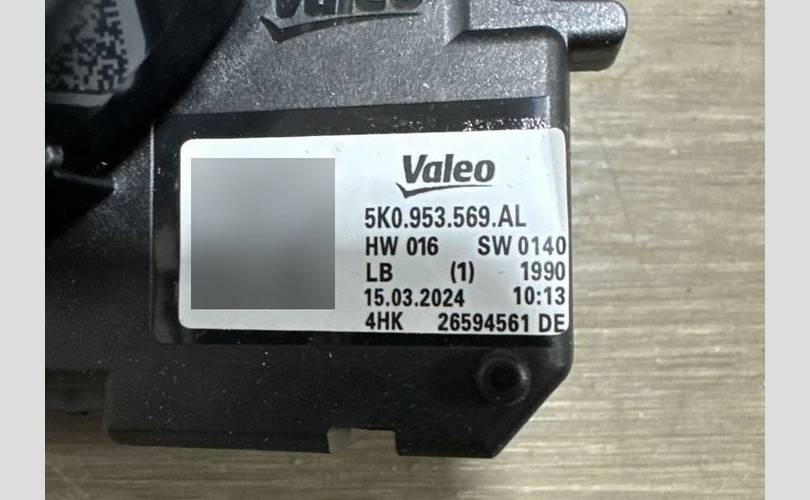 Valeo
Valeo
5K0.953.569.AL
HW 016 SW 0140
LB (1) 1990
15.03.2024 10:13
4HK 26594561 DE